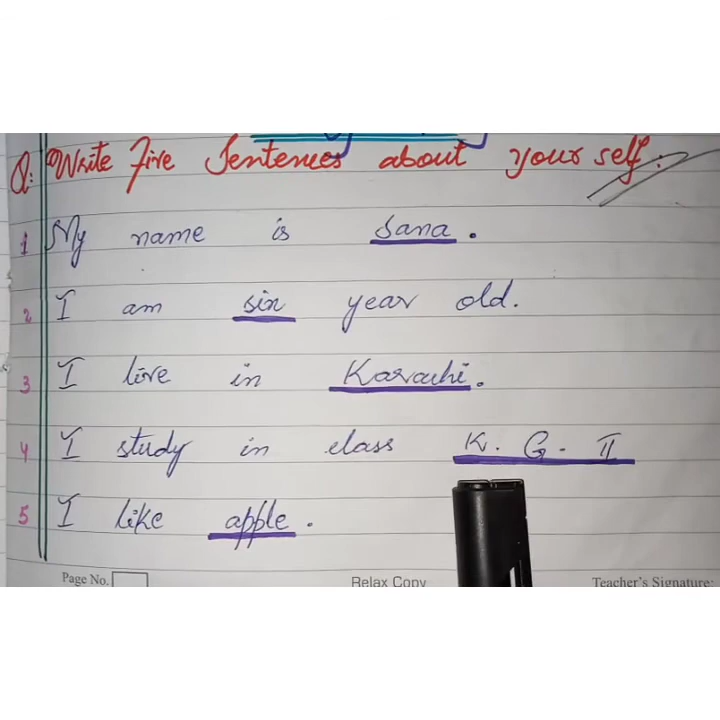 Q: Write Five Sentences about your self:
1 My name is Sana.
2 I am six year old.
3 I live in Karachi.
4 I study in class K. G. II
5 I like apple.
Page No. Relax Copy Teacher's Signature: